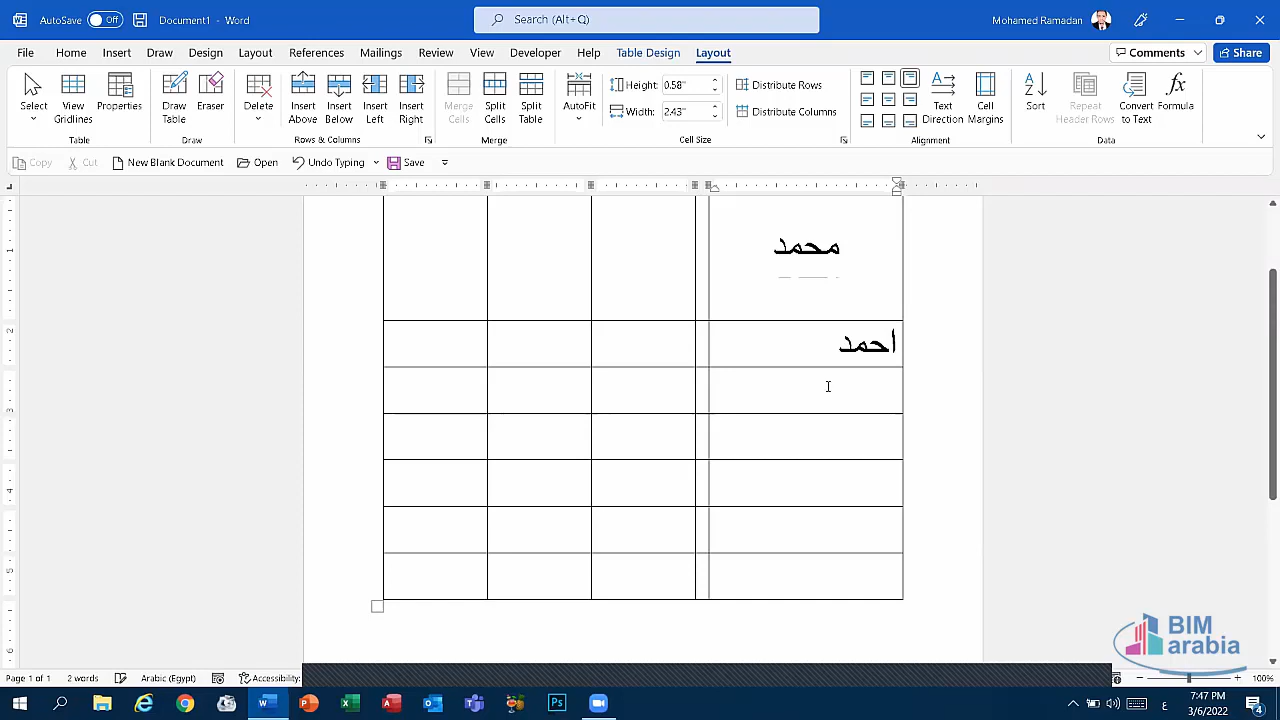 AutoSave Off Document1 - Word Search (Alt+Q) Mohamed Ramadan
File Home Insert Draw Design Layout References Mailings Review View Developer Help Table Design Layout Comments Share
Select View Gridlines Properties Draw Table Eraser Delete Insert Above Insert Below Insert Left Insert Right Merge Cells Split Cells Split Table AutoFit Height: 0.58" Width: 2.43" Distribute Rows Distribute Columns Text Direction Cell Margins Sort Repeat Header Rows Convert to Text Formula
Table Draw Rows & Columns Merge Cell Size Alignment Data
Copy Cut New Blank Document Open Undo Typing Save
محمد
احمد
BIM
arabia
Page 1 of 1 2 words Arabic (Egypt) Accessibility: 100%
7:47 PM
3/6/2022